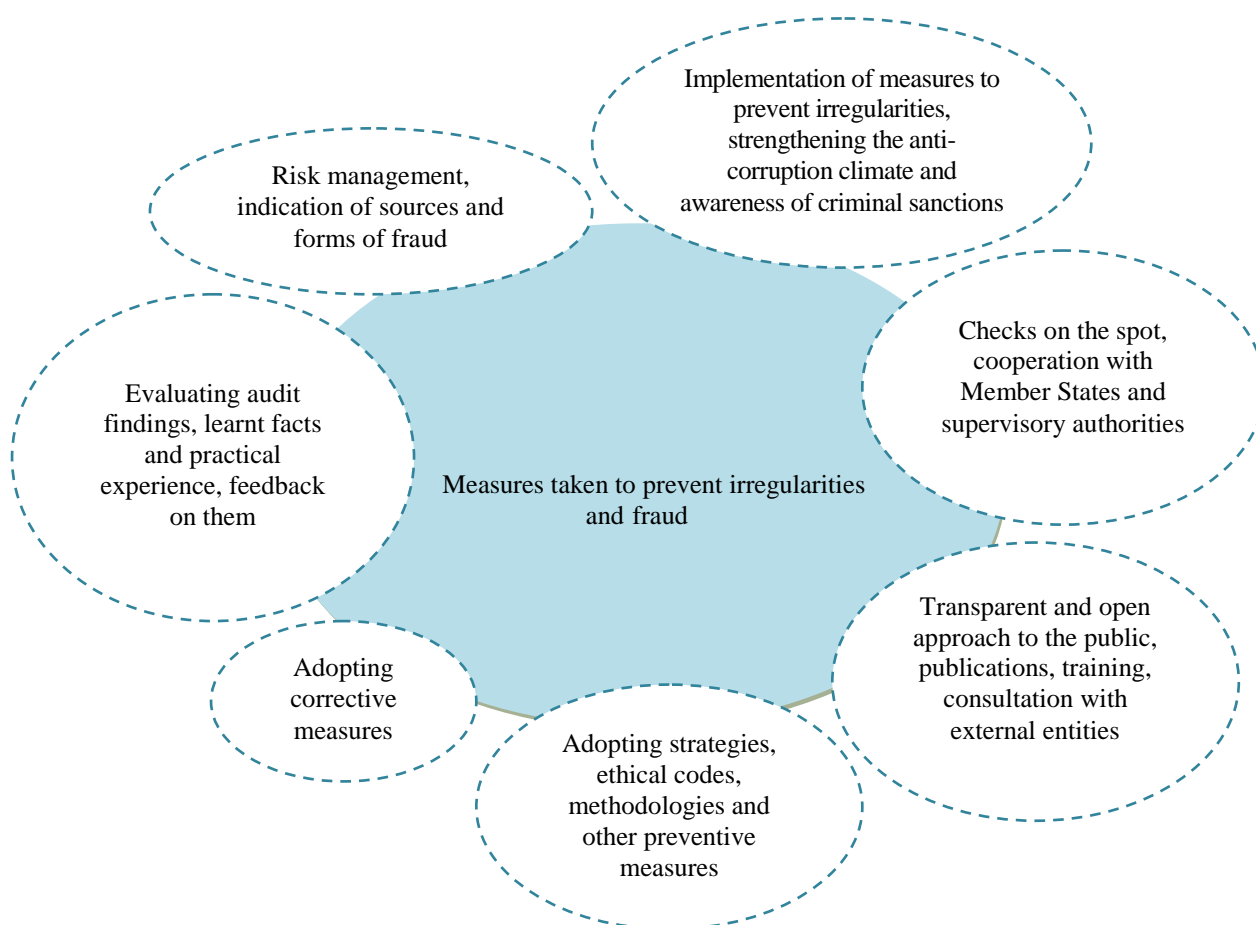 Implementation of measures to
prevent irregularities,
strengthening the anti-
corruption climate and
awareness of criminal sanctions
Risk management,
indication of sources and
forms of fraud
Checks on the spot,
cooperation with
Member States and
supervisory authorities
Evaluating audit
findings, learnt facts
and practical
experience, feedback
on them
Measures taken to prevent irregularities
and fraud
Transparent and open
approach to the public,
publications, training,
consultation with
external entities
Adopting
corrective
measures
Adopting strategies,
ethical codes,
methodologies and
other preventive
measures